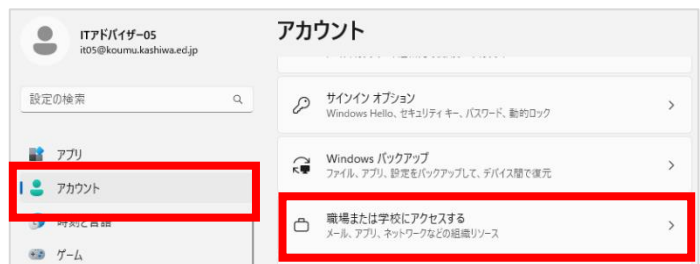 ITアドバイザー05
it05@koumu.kashiwa.ed.jp
設定の検索
アプリ
アカウント
時刻と言語
ゲーム
アカウント
サインイン オプション
Windows Hello、セキュリティ キー、パスワード、動的ロック
Windows バックアップ
ファイル、アプリ、設定をバックアップして、デバイス間で復元
職場または学校にアクセスする
メール、アプリ、ネットワークなどの組織リソース